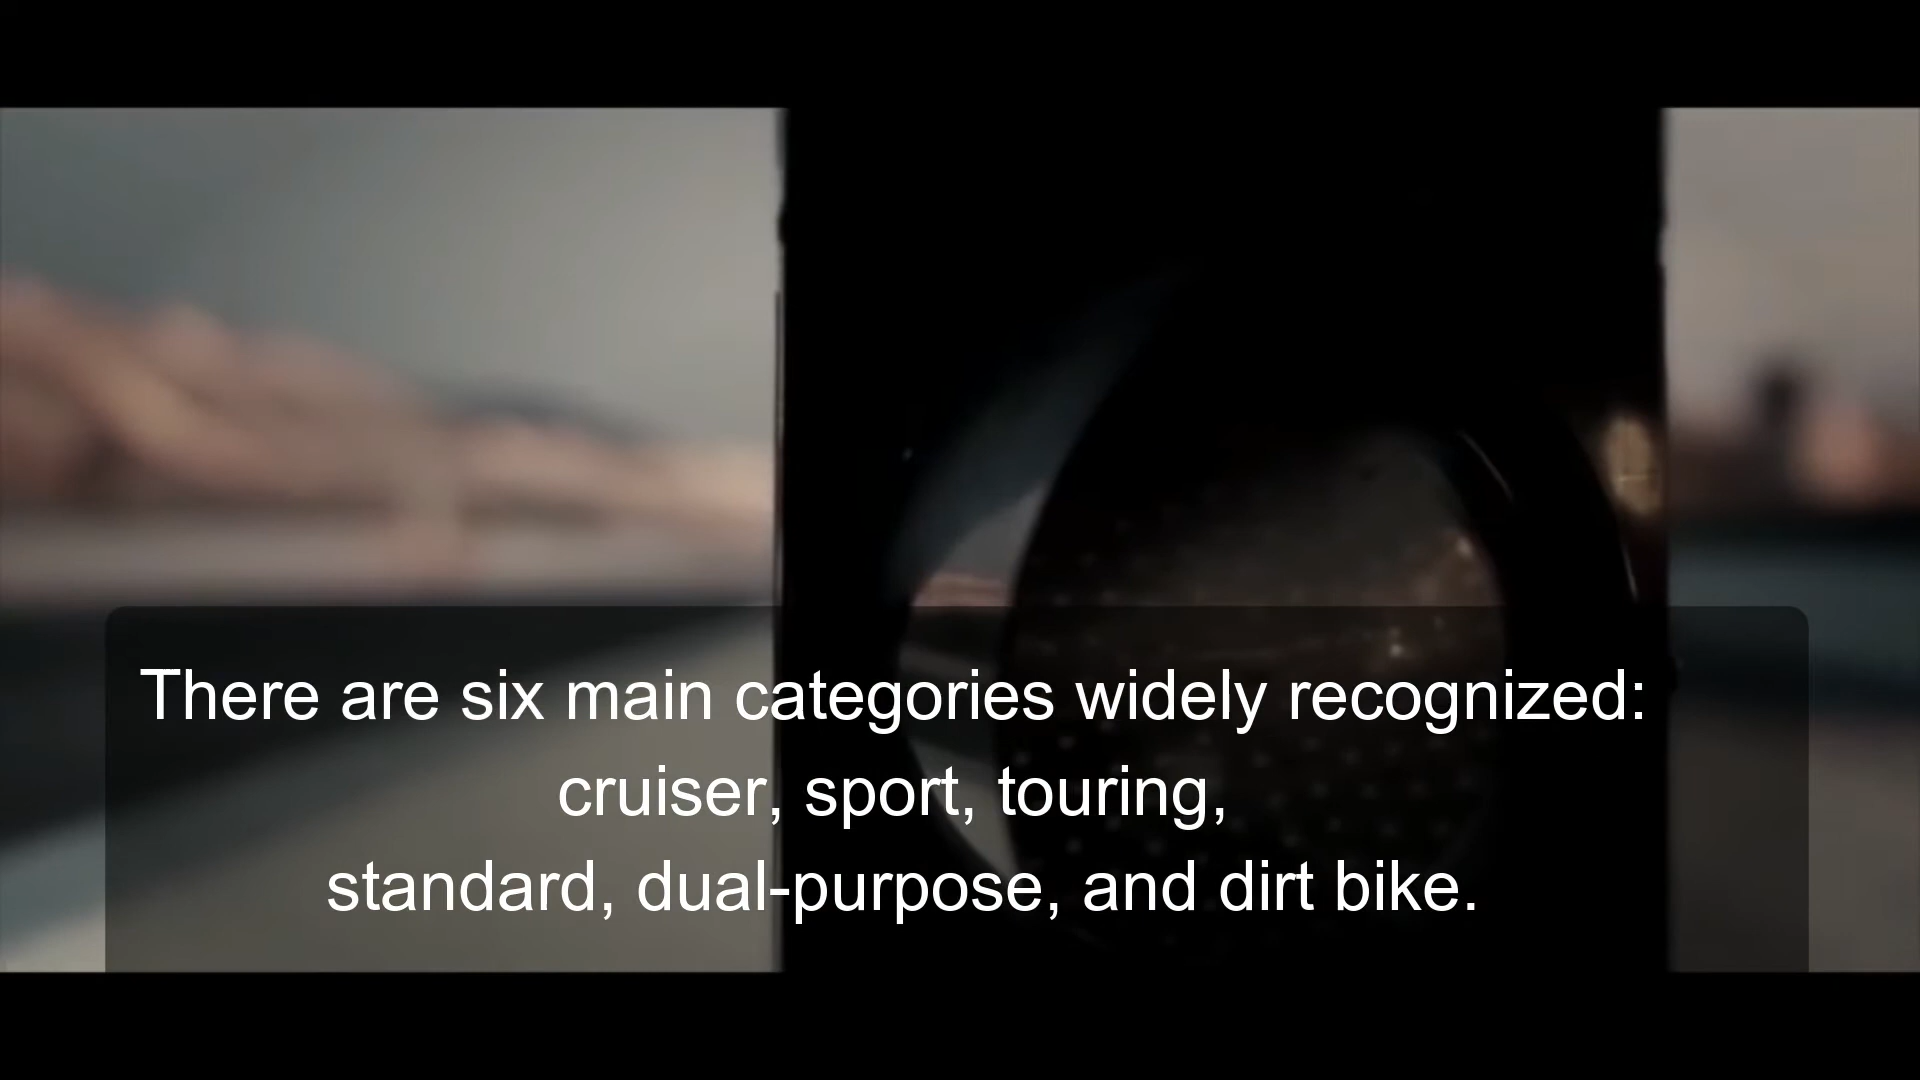 There are six main categories widely recognized:
cruiser, sport, touring,
standard, dual-purpose, and dirt bike.